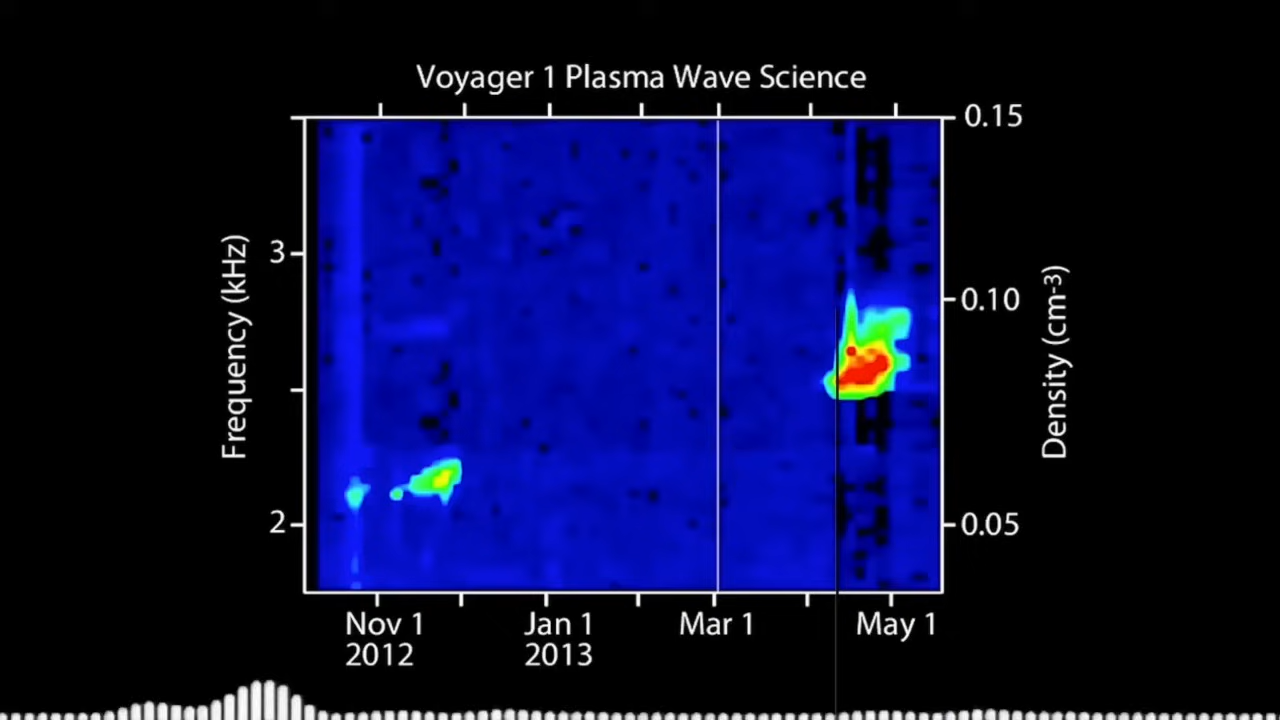 Voyager 1 Plasma Wave Science
0.15
3
0.10
Frequency (kHz)
Density (cm-3)
2
0.05
Nov 1
2012
Jan 1
2013
Mar 1
May 1